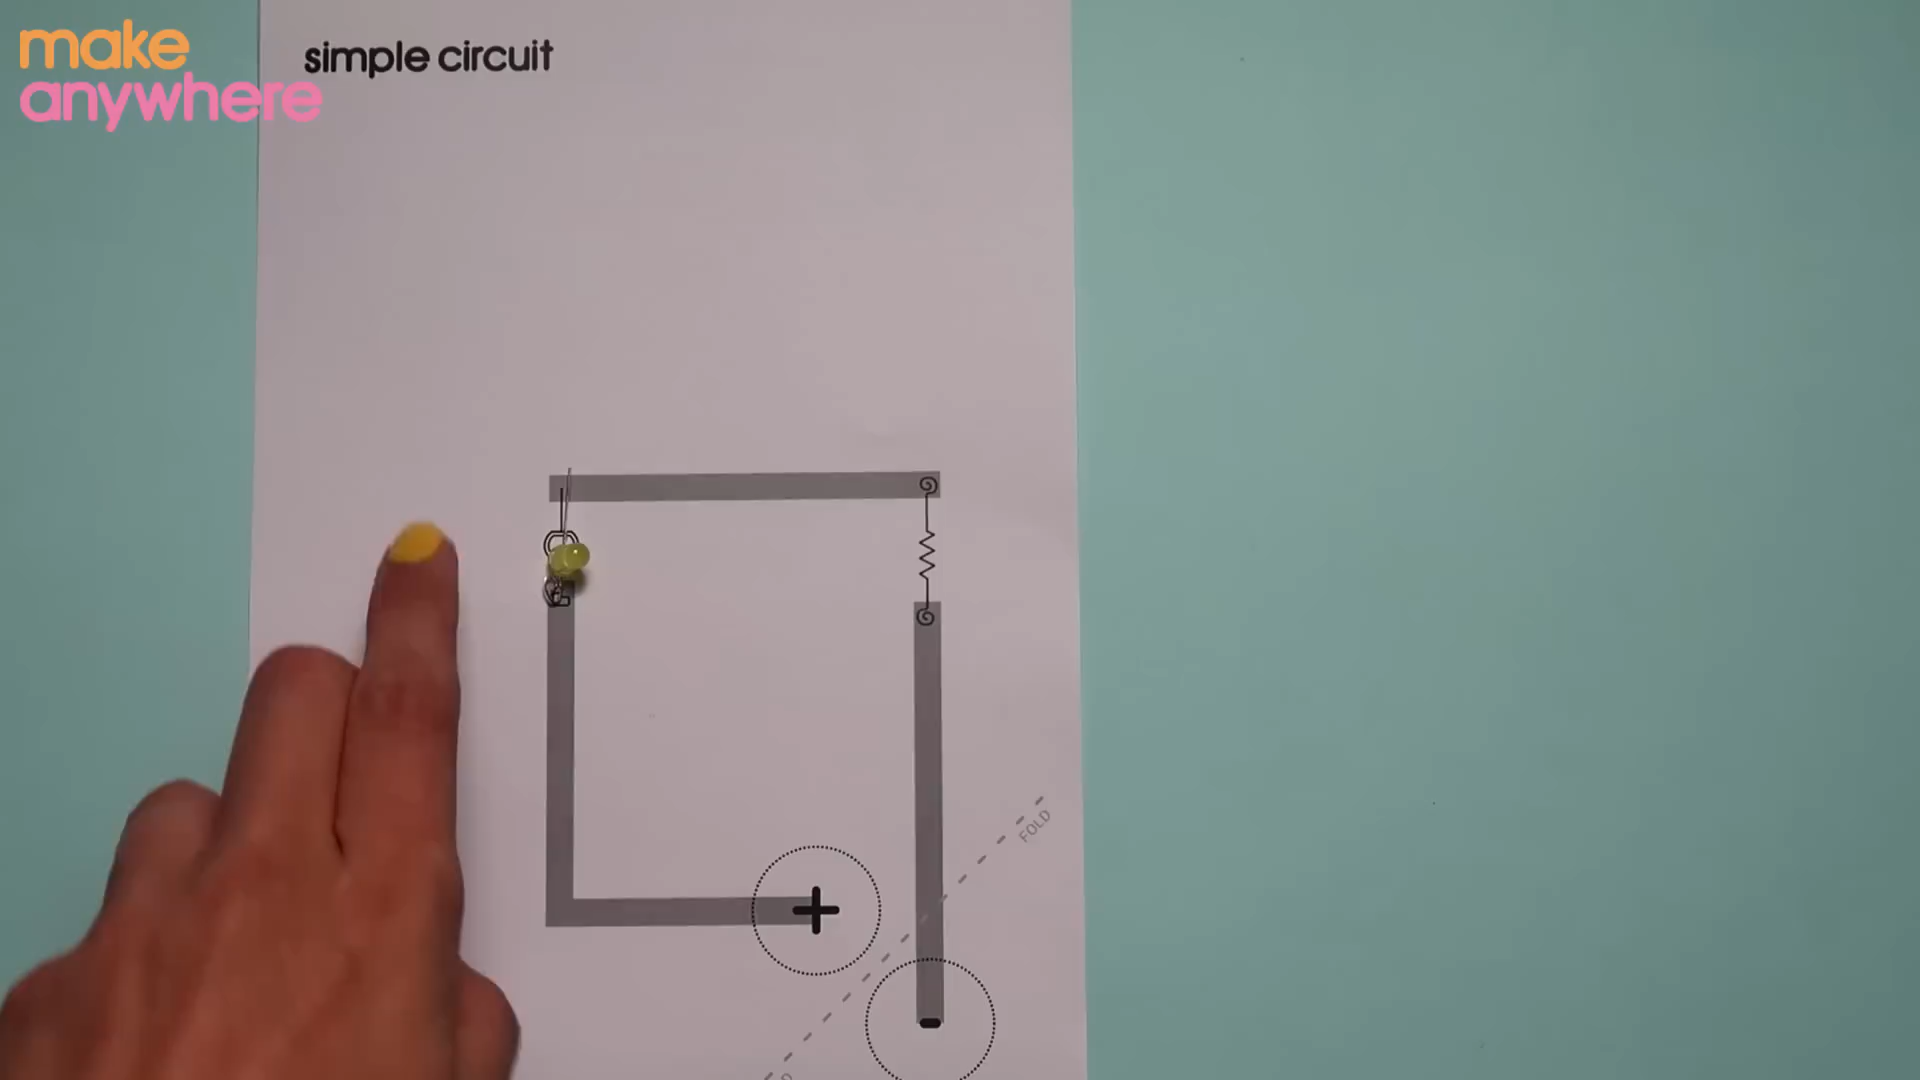 make
anywhere
simple circuit
FOLD
+
-